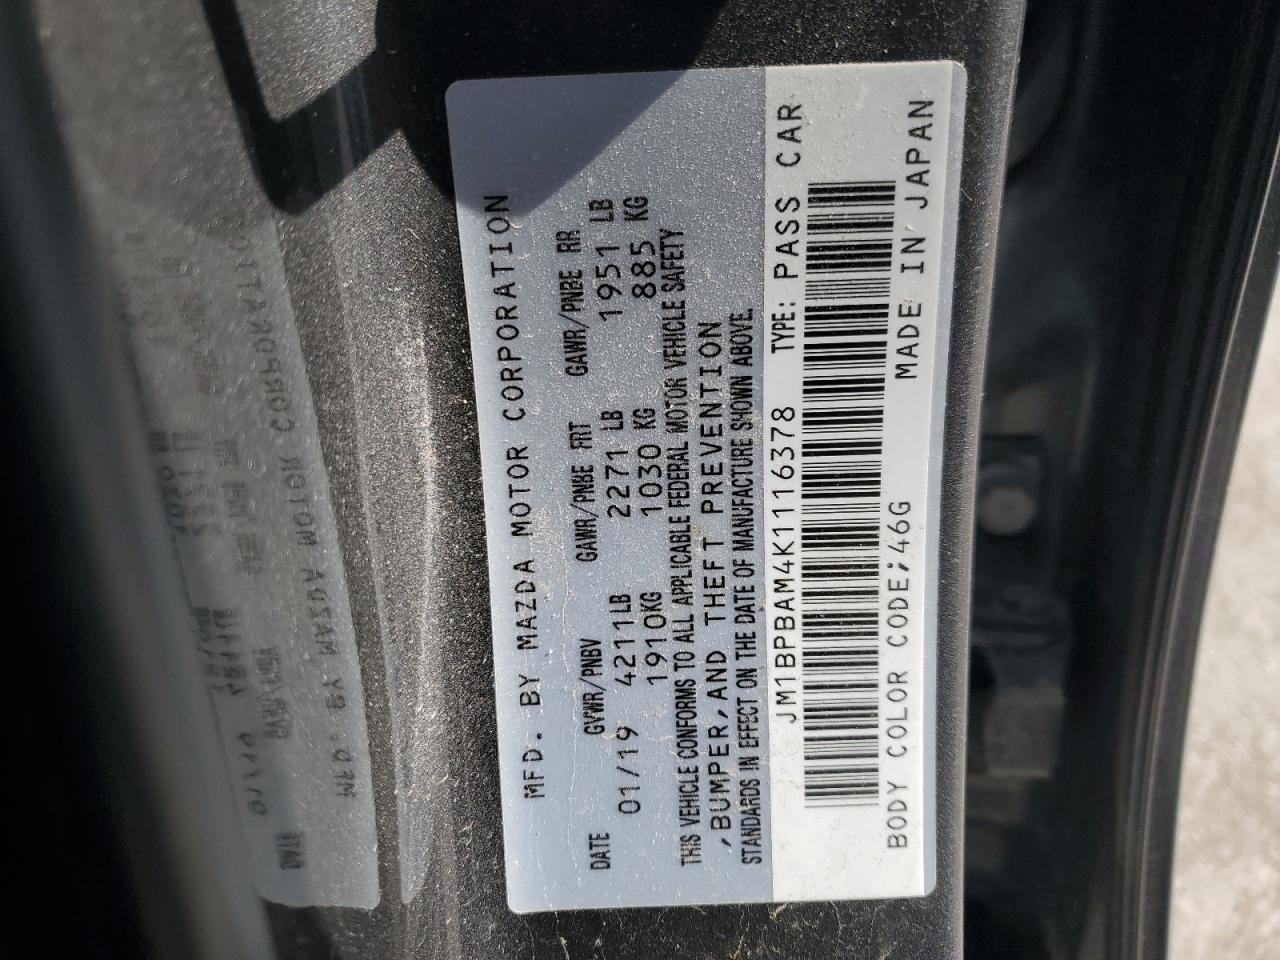 MFD. BY MAZDA MOTOR CORPORATION
DATE GVWR/PNBV GAWR/PNBE FRT GAWR/PNBE RR
01/19 4211LB 2271 LB 1951 LB
1910KG 1030 KG 885 KG
THIS VEHICLE CONFORMS TO ALL APPLICABLE FEDERAL MOTOR VEHICLE SAFETY
,BUMPER,AND THEFT PREVENTION
STANDARDS IN EFFECT ON THE DATE OF MANUFACTURE SHOWN ABOVE.
JM1BPBAM4K1116378 TYPE: PASS CAR
BODY COLOR CODE;46G MADE IN JAPAN